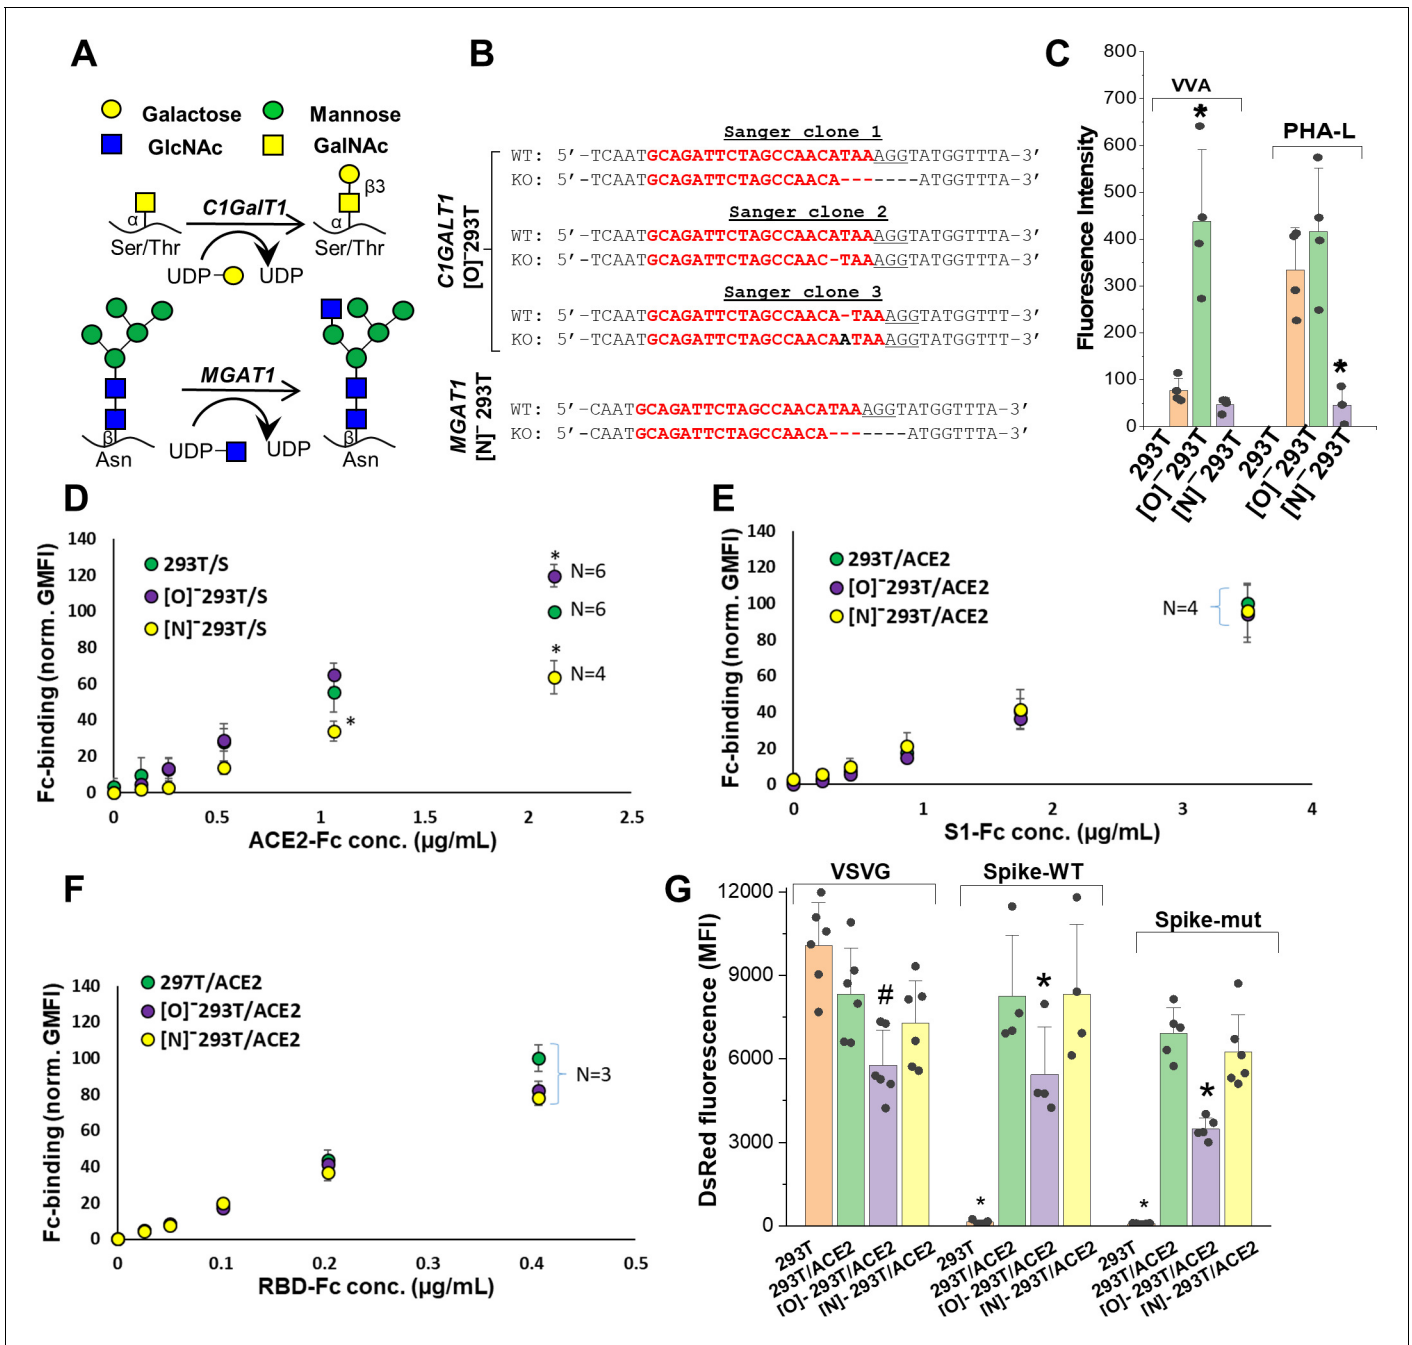 A
Galactose
Mannose
GlcNAc
GalNAc
β3
α
C1GalT1
α
Ser/Thr
Ser/Thr
UDP
UDP
MGAT1
β
β
UDP
UDP
Asn
Asn
B
C1GALT1
[O]⁻293T
Sanger clone 1
WT: 5’-TCAATGCAGATTCTAGCCAACATAAAGGTATGGTTTA-3’
KO: 5’-TCAATGCAGATTCTAGCCAACA-------ATGGTTTA-3’
Sanger clone 2
WT: 5’-TCAATGCAGATTCTAGCCAACATAAAGGTATGGTTTA-3’
KO: 5’-TCAATGCAGATTCTAGCCAAC-TAAAGGTATGGTTTA-3’
Sanger clone 3
WT: 5’-TCAATGCAGATTCTAGCCAACA-TAAAGGTATGGTTT-3’
KO: 5’-TCAATGCAGATTCTAGCCAACAATAAAGGTATGGTTT-3’
MGAT1
[N]⁻ 293T
WT: 5’-CAATGCAGATTCTAGCCAACATAAAGGTATGGTTTA-3’
KO: 5’-CAATGCAGATTCTAGCCAACA-------ATGGTTTA-3’
C
Fluoresence Intensity
800
700
600
500
400
300
200
100
0
VVA
PHA-L
*
*
293T
[O]⁻293T
[N]⁻293T
293T
[O]⁻293T
[N]⁻293T
D
Fc-binding (norm. GMFI)
140
120
100
80
60
40
20
0
293T/S
[O]⁻293T/S
[N]⁻293T/S
*
N=6
N=6
*
N=4
*
0
0.5
1
1.5
2
2.5
ACE2-Fc conc. (µg/mL)
E
Fc-binding (norm. GMFI)
140
120
100
80
60
40
20
0
293T/ACE2
[O]⁻293T/ACE2
[N]⁻293T/ACE2
N=4
0
1
2
3
4
S1-Fc conc. (µg/mL)
F
Fc-binding (norm. GMFI)
140
120
100
80
60
40
20
0
297T/ACE2
[O]⁻293T/ACE2
[N]⁻293T/ACE2
N=3
0
0.1
0.2
0.3
0.4
0.5
RBD-Fc conc. (µg/mL)
G
DsRed fluorescence (MFI)
12000
9000
6000
3000
0
VSVG
Spike-WT
Spike-mut
#
*
*
*
*
293T
293T/ACE2
[O]- 293T/ACE2
[N]- 293T/ACE2
293T
293T/ACE2
[O]- 293T/ACE2
[N]- 293T/ACE2
293T
293T/ACE2
[O]- 293T/ACE2
[N]- 293T/ACE2